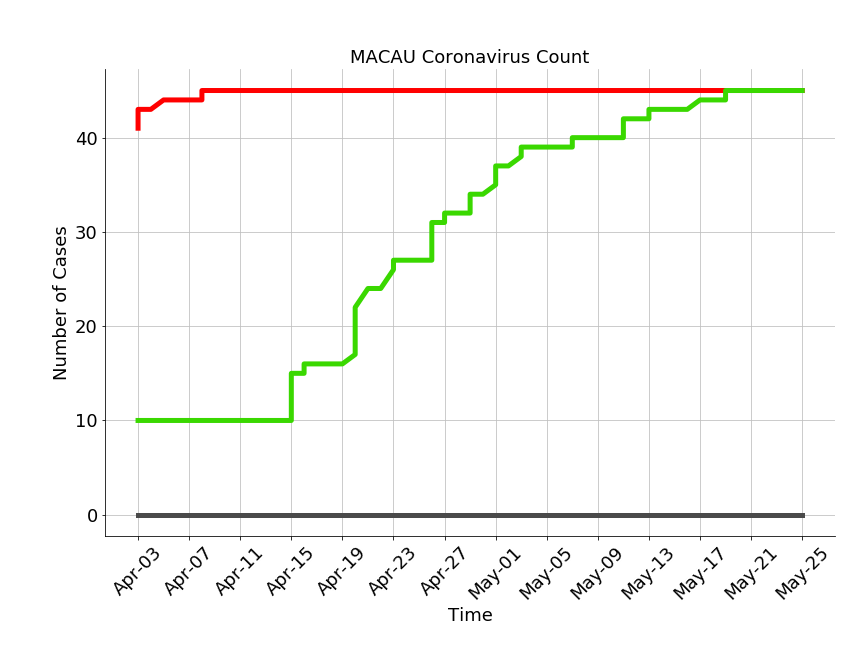 MACAU Coronavirus Count
40
30
20
10
0
Number of Cases
Apr-03
Apr-07
Apr-11
Apr-15
Apr-19
Apr-23
Apr-27
May-01
May-05
May-09
May-13
May-17
May-21
May-25
Time